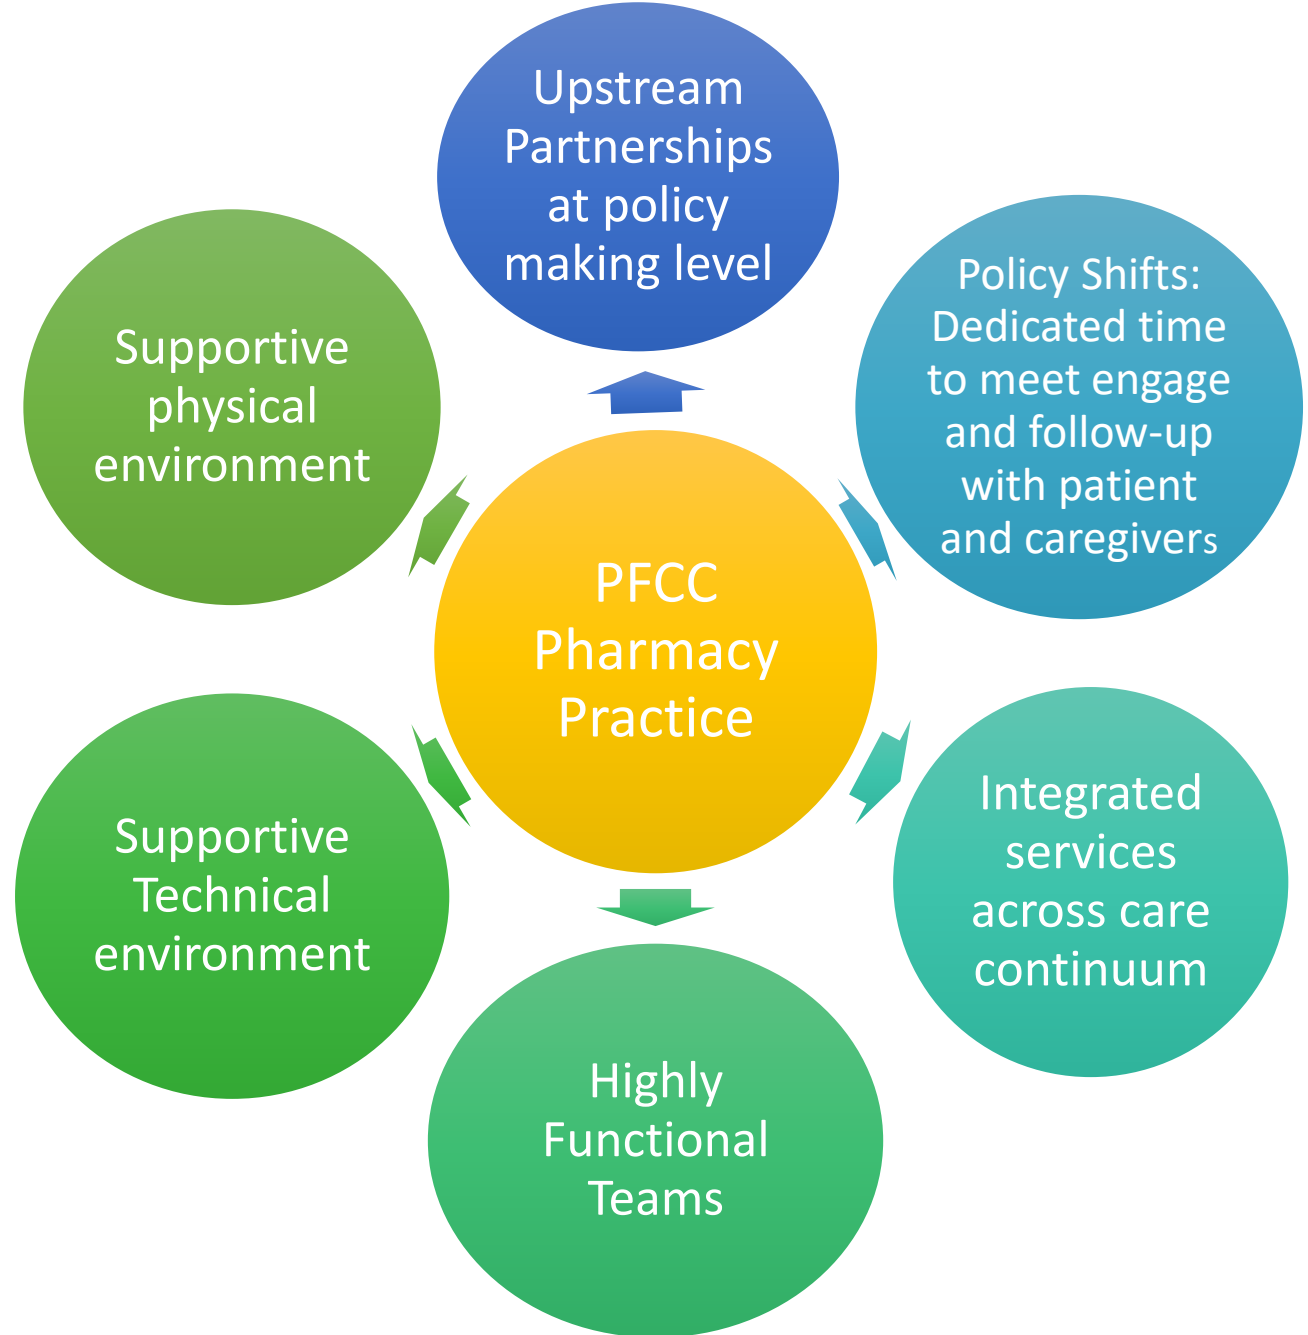 Upstream
Partnerships
at policy
making level
Policy Shifts:
Dedicated time
to meet engage
and follow-up
with patient
and caregivers
Integrated
services
across care
continuum
Highly
Functional
Teams
Supportive
Technical
environment
Supportive
physical
environment
PFCC
Pharmacy
Practice